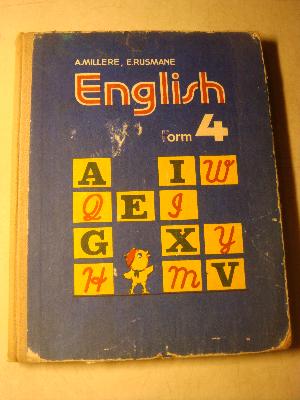 A.MILLERE, E.RUSMANE
English
Form 4
A I W
Q E I
G X Y
H m V